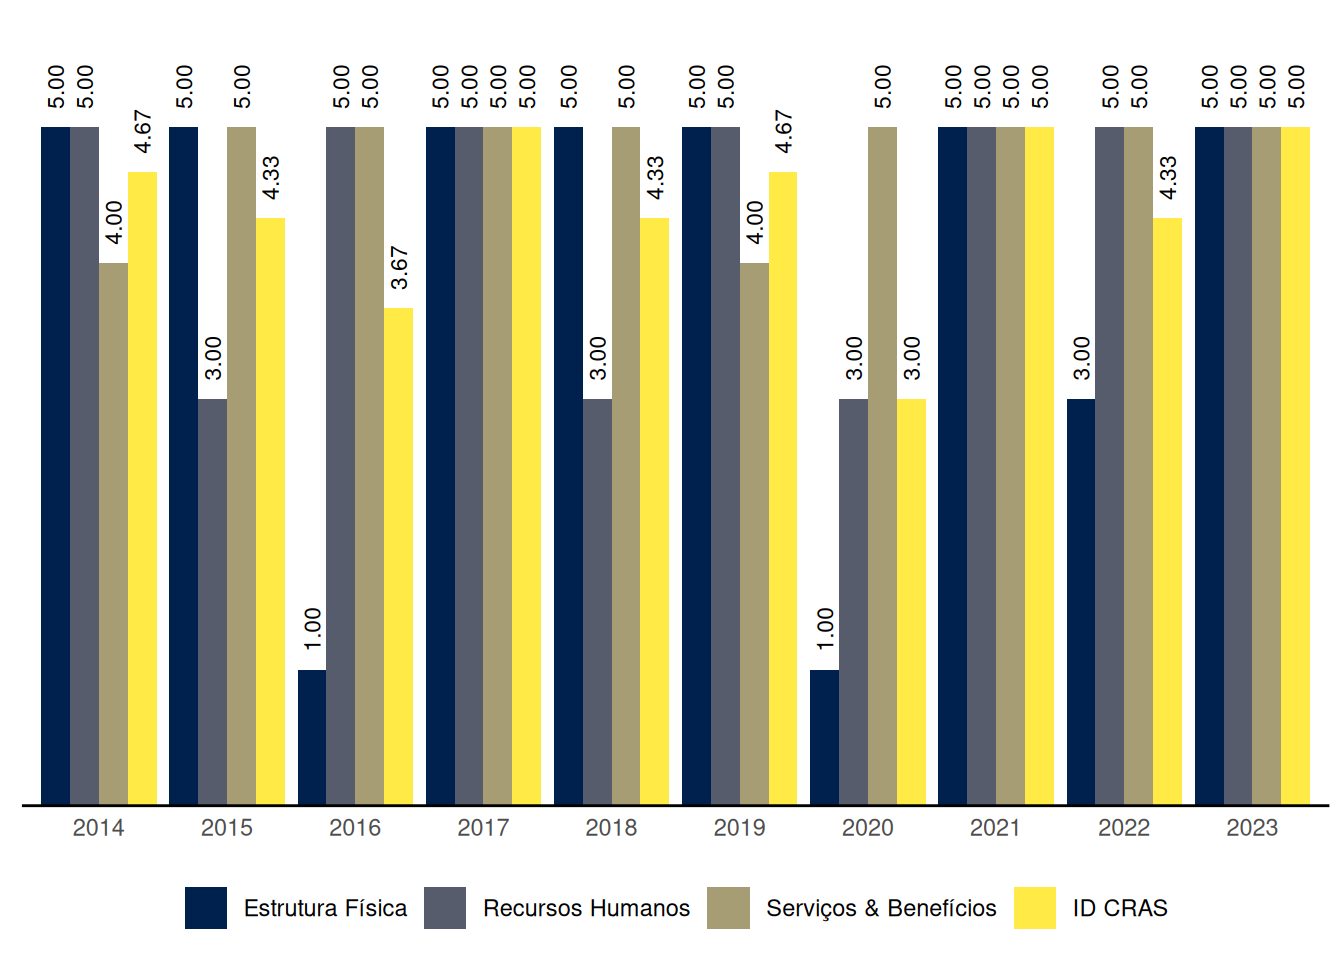 5.00 5.00 4.00 4.67 5.00 3.00 5.00 4.33 1.00 5.00 5.00 3.67 5.00 5.00 5.00 5.00 5.00 3.00 5.00 4.33 5.00 5.00 4.00 4.67 1.00 3.00 5.00 3.00 5.00 5.00 5.00 5.00 3.00 5.00 5.00 4.33 5.00 5.00 5.00 5.00
2014 2015 2016 2017 2018 2019 2020 2021 2022 2023
Estrutura Física Recursos Humanos Serviços & Benefícios ID CRAS